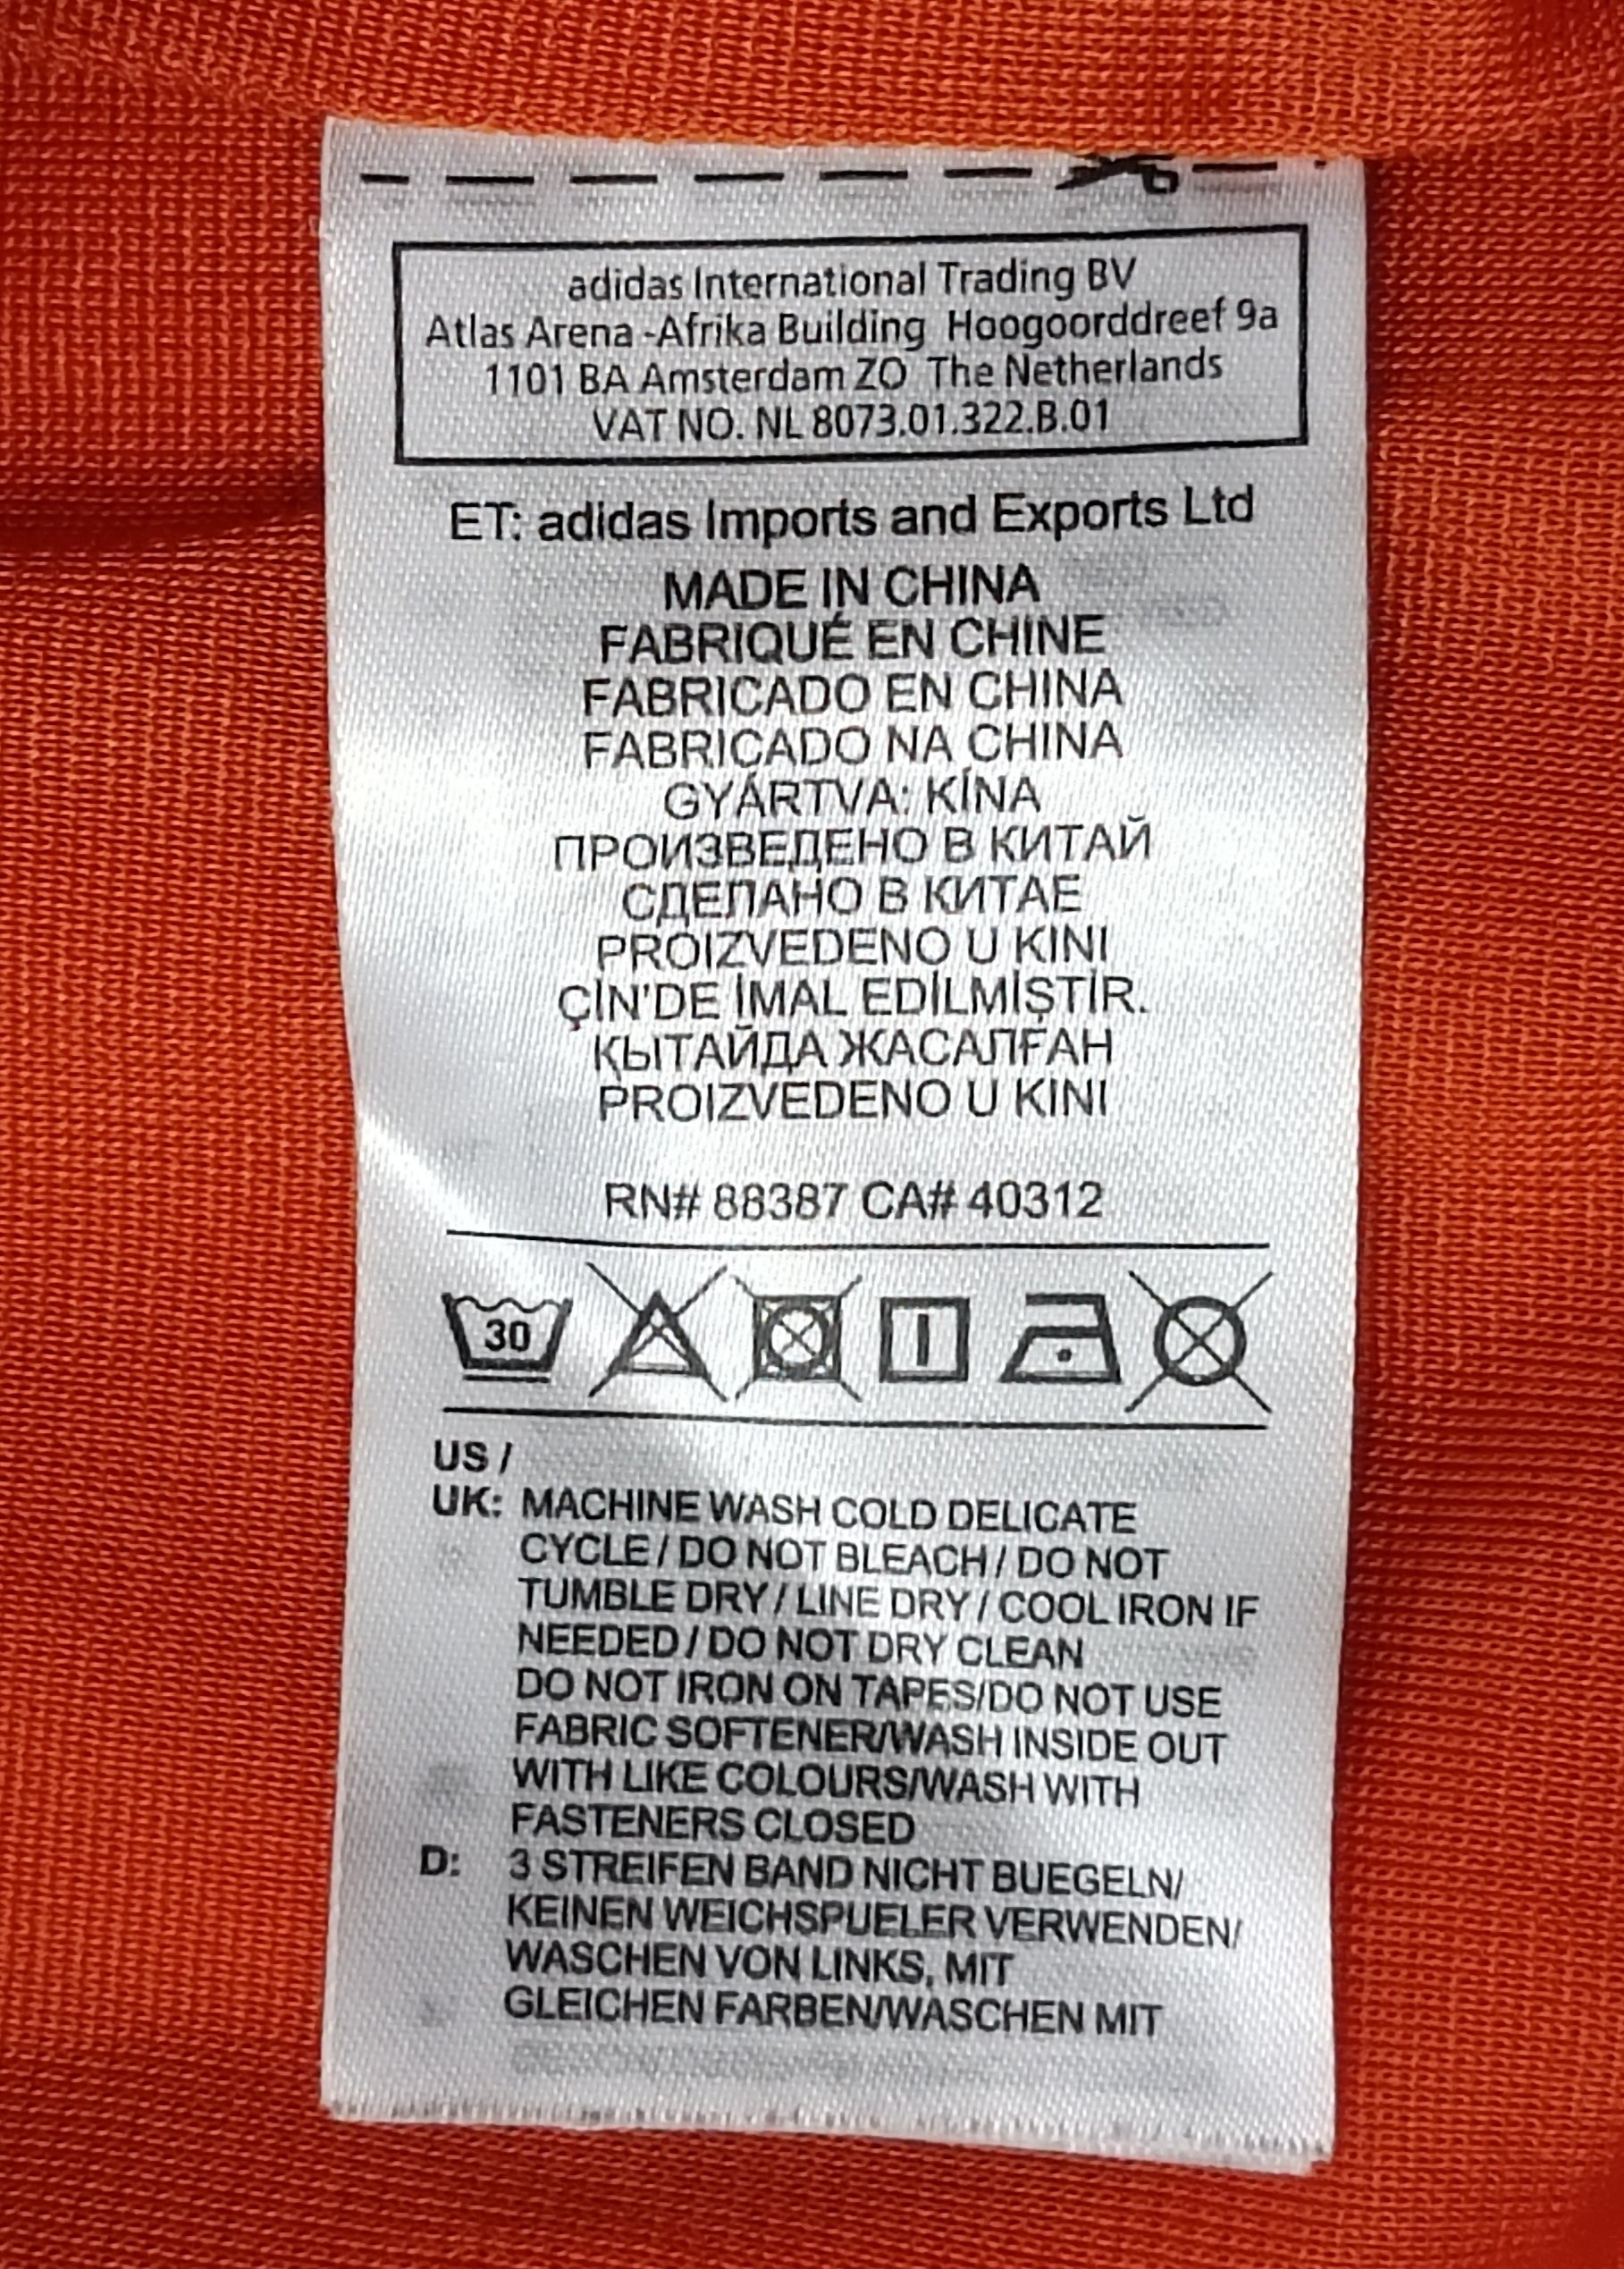 adidas International Trading BV
Atlas Arena -Afrika Building Hoogoorddreef 9a
1101 BA Amsterdam ZO The Netherlands
VAT NO. NL 8073.01.322.B.01
ET: adidas Imports and Exports Ltd
MADE IN CHINA
FABRIQUÉ EN CHINE
FABRICADO EN CHINA
FABRICADO NA CHINA
GYÁRTVA: KÍNA
ПРОИЗВЕДЕНО В КИТАЙ
СДЕЛАНО В КИТАЕ
PROIZVEDENO U KINI
ÇİN'DE İMAL EDİLMİŞTİR.
ҚЫТАЙДА ЖАСАЛҒАН
PROIZVEDENO U KINI
RN# 88387 CA# 40312
30
US /
UK: MACHINE WASH COLD DELICATE
CYCLE / DO NOT BLEACH / DO NOT
TUMBLE DRY / LINE DRY / COOL IRON IF
NEEDED / DO NOT DRY CLEAN
DO NOT IRON ON TAPES/DO NOT USE
FABRIC SOFTENER/WASH INSIDE OUT
WITH LIKE COLOURS/WASH WITH
FASTENERS CLOSED
D: 3 STREIFEN BAND NICHT BUEGELN/
KEINEN WEICHSPUELER VERWENDEN/
WASCHEN VON LINKS, MIT
GLEICHEN FARBEN/WASCHEN MIT